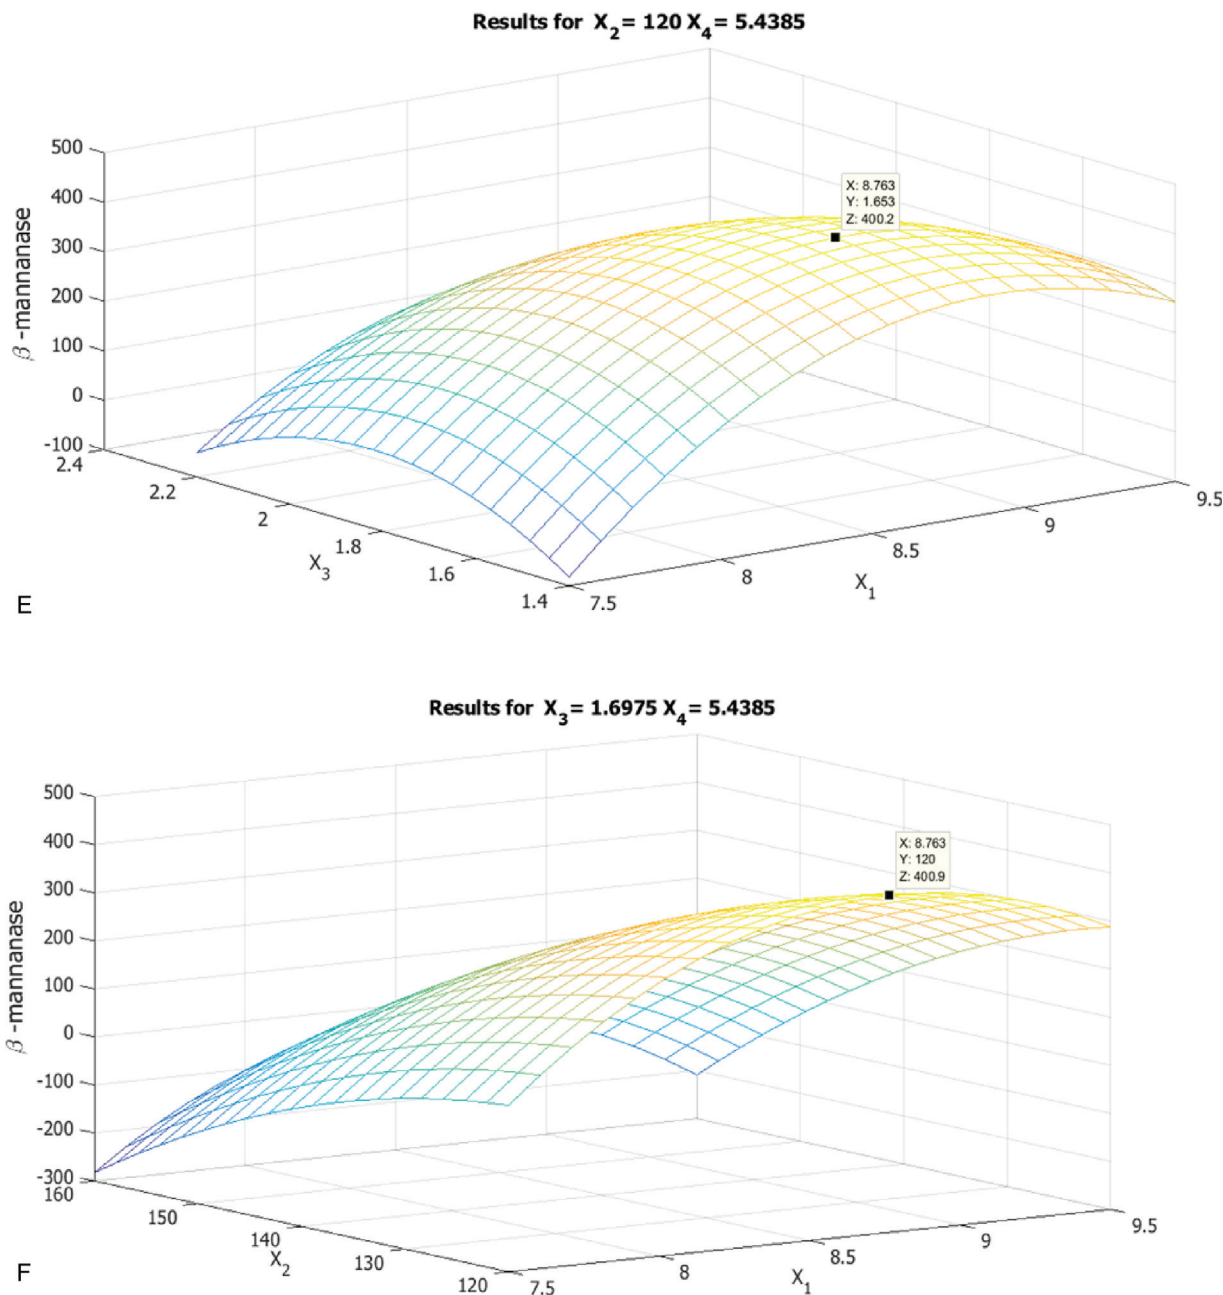 Results for X₂= 120 X₄= 5.4385
500
400
300
200
100
0
-100
β -mannanase
X: 8.763
Y: 1.653
Z: 400.2
2.4
2.2
2
1.8
1.6
1.4
X₃
7.5
8
8.5
9
9.5
X₁
E
Results for X₃= 1.6975 X₄= 5.4385
500
400
300
200
100
0
-100
-200
-300
β -mannanase
X: 8.763
Y: 120
Z: 400.9
160
150
140
130
120
X₂
7.5
8
8.5
9
9.5
X₁
F